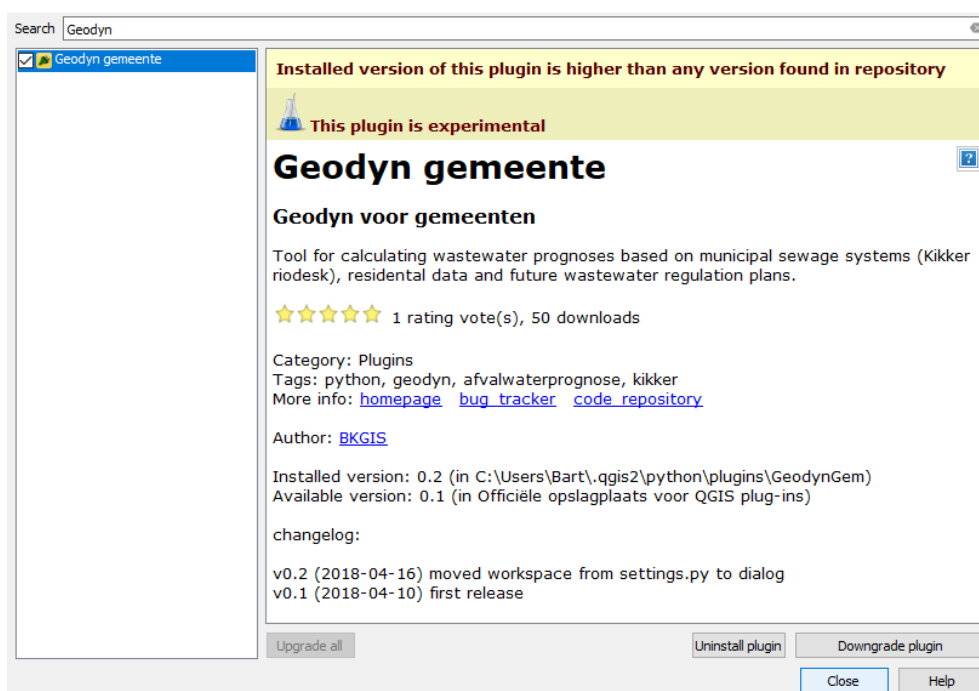 Search Geodyn
Geodyn gemeente
Installed version of this plugin is higher than any version found in repository
This plugin is experimental
Geodyn gemeente
?
Geodyn voor gemeenten
Tool for calculating wastewater prognoses based on municipal sewage systems (Kikker
riodesk), residental data and future wastewater regulation plans.
1 rating vote(s), 50 downloads
Category: Plugins
Tags: python, geodyn, afvalwaterprognose, kikker
More info: homepage bug tracker code repository
Author: BKGIS
Installed version: 0.2 (in C:\Users\Bart\.qgis2\python\plugins\GeodynGem)
Available version: 0.1 (in Officiële opslagplaats voor QGIS plug-ins)
changelog:
v0.2 (2018-04-16) moved workspace from settings.py to dialog
v0.1 (2018-04-10) first release
Upgrade all Uninstall plugin Downgrade plugin
Close Help